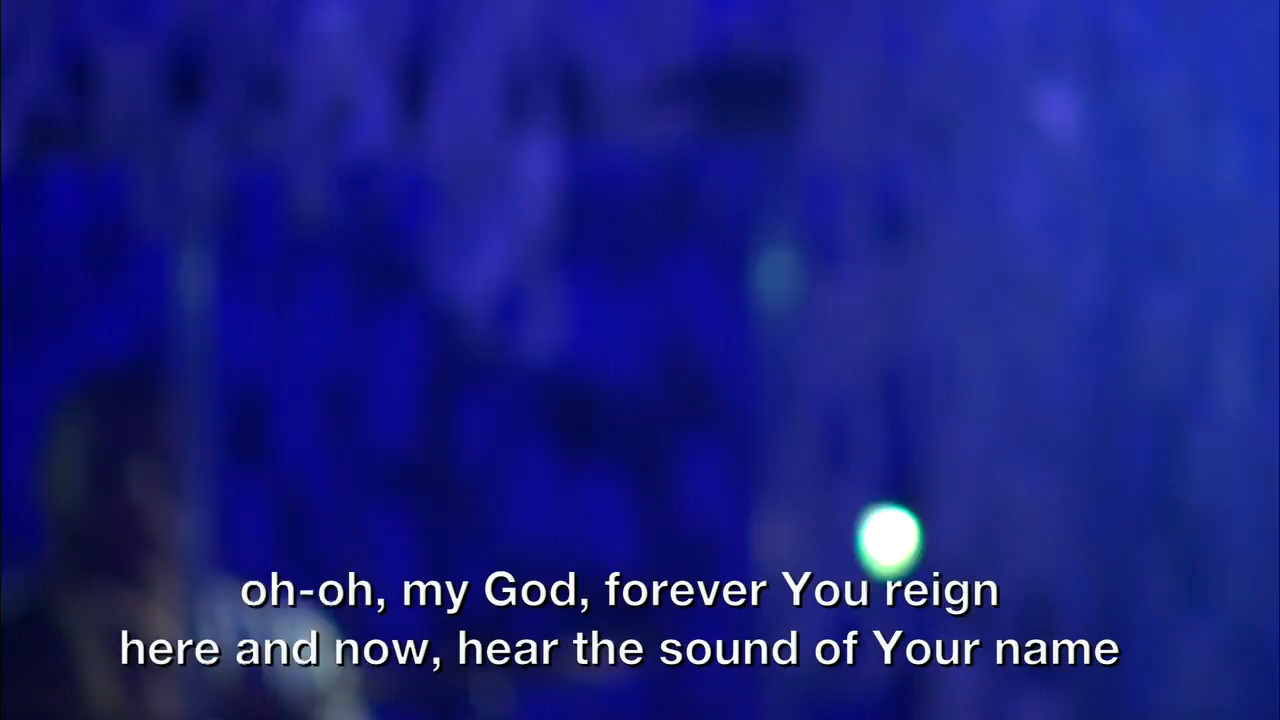 oh-oh, my God, forever You reign
here and now, hear the sound of Your name